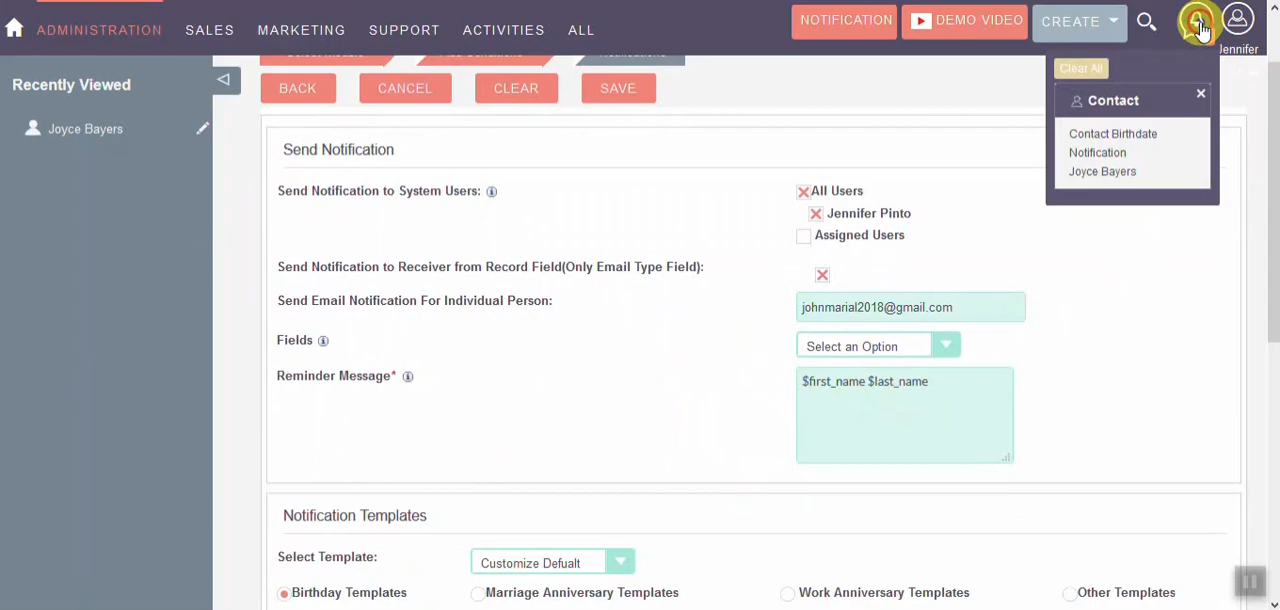 ADMINISTRATION SALES MARKETING SUPPORT ACTIVITIES ALL NOTIFICATION DEMO VIDEO CREATE
Jennifer
Recently Viewed
Joyce Bayers
BACK CANCEL CLEAR SAVE
Clear All
Contact
Contact Birthdate
Notification
Joyce Bayers
Send Notification
Send Notification to System Users: All Users
Jennifer Pinto
Assigned Users
Send Notification to Receiver from Record Field(Only Email Type Field):
Send Email Notification For Individual Person: johnmarial2018@gmail.com
Fields Select an Option
Reminder Message* $first_name $last_name
Notification Templates
Select Template: Customize Defualt
Birthday Templates Marriage Anniversary Templates Work Anniversary Templates Other Templates